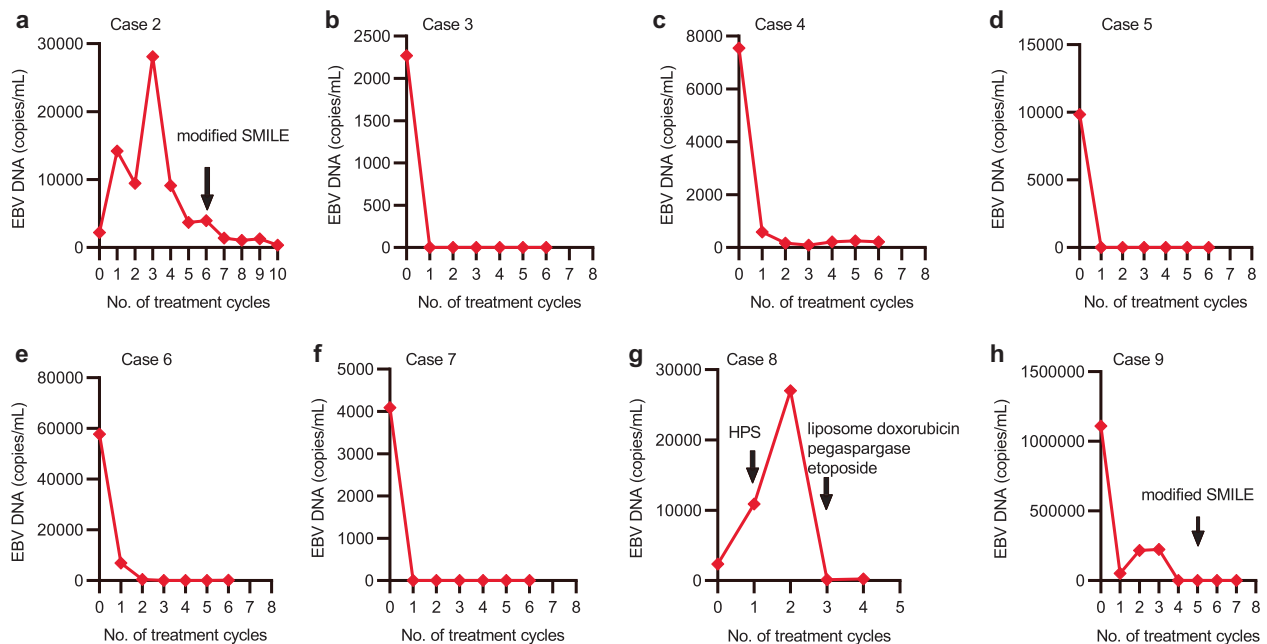 a
Case 2
EBV DNA (copies/mL)
30000
20000
10000
0
modified SMILE
0 1 2 3 4 5 6 7 8 9 10
No. of treatment cycles
b
Case 3
EBV DNA (copies/mL)
2500
2000
1500
1000
500
0
0 1 2 3 4 5 6 7 8
No. of treatment cycles
c
Case 4
EBV DNA (copies/mL)
8000
6000
4000
2000
0
0 1 2 3 4 5 6 7 8
No. of treatment cycles
d
Case 5
EBV DNA (copies/mL)
15000
10000
5000
0
0 1 2 3 4 5 6 7 8
No. of treatment cycles
e
Case 6
EBV DNA (copies/mL)
80000
60000
40000
20000
0
0 1 2 3 4 5 6 7 8
No. of treatment cycles
f
Case 7
EBV DNA (copies/mL)
5000
4000
3000
2000
1000
0
0 1 2 3 4 5 6 7 8
No. of treatment cycles
g
Case 8
EBV DNA (copies/mL)
30000
20000
10000
0
HPS
liposome doxorubicin
pegaspargase
etoposide
0 1 2 3 4 5
No. of treatment cycles
h
Case 9
EBV DNA (copies/mL)
1500000
1000000
500000
0
modified SMILE
0 1 2 3 4 5 6 7 8
No. of treatment cycles